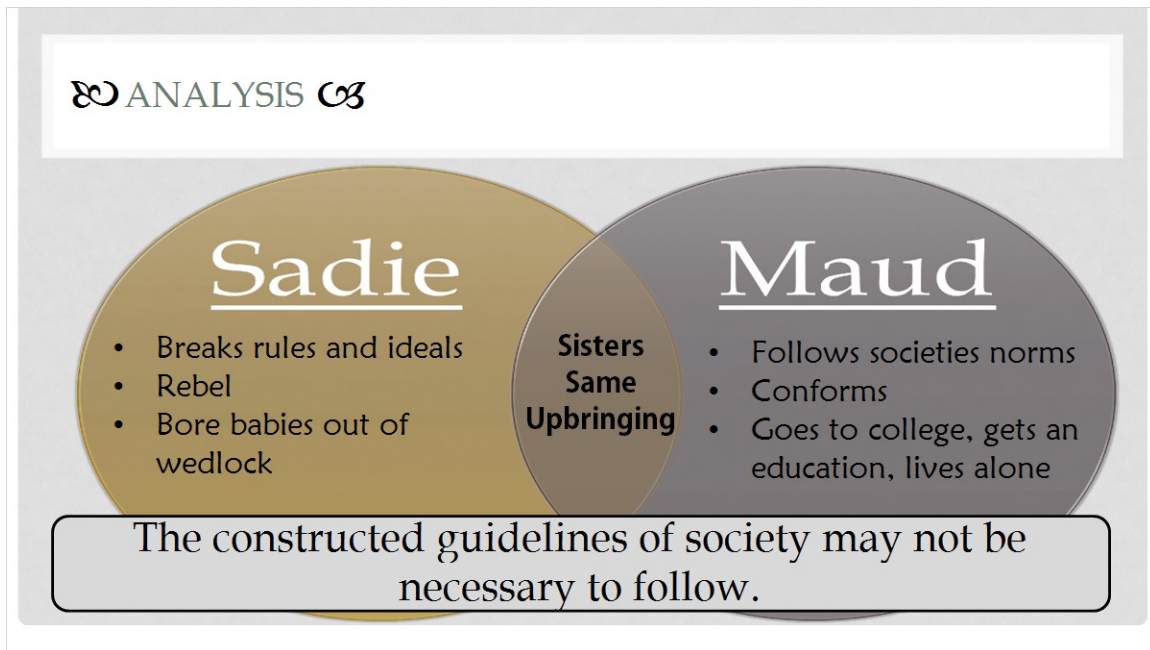 ANALYSIS
Sadie
• Breaks rules and ideals
• Rebel
• Bore babies out of
wedlock
Sisters
Same
Upbringing
Maud
• Follows societies norms
• Conforms
• Goes to college, gets an
education, lives alone
The constructed guidelines of society may not be
necessary to follow.